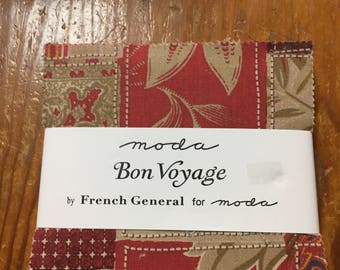 moda
Bon Voyage
by French General for moda